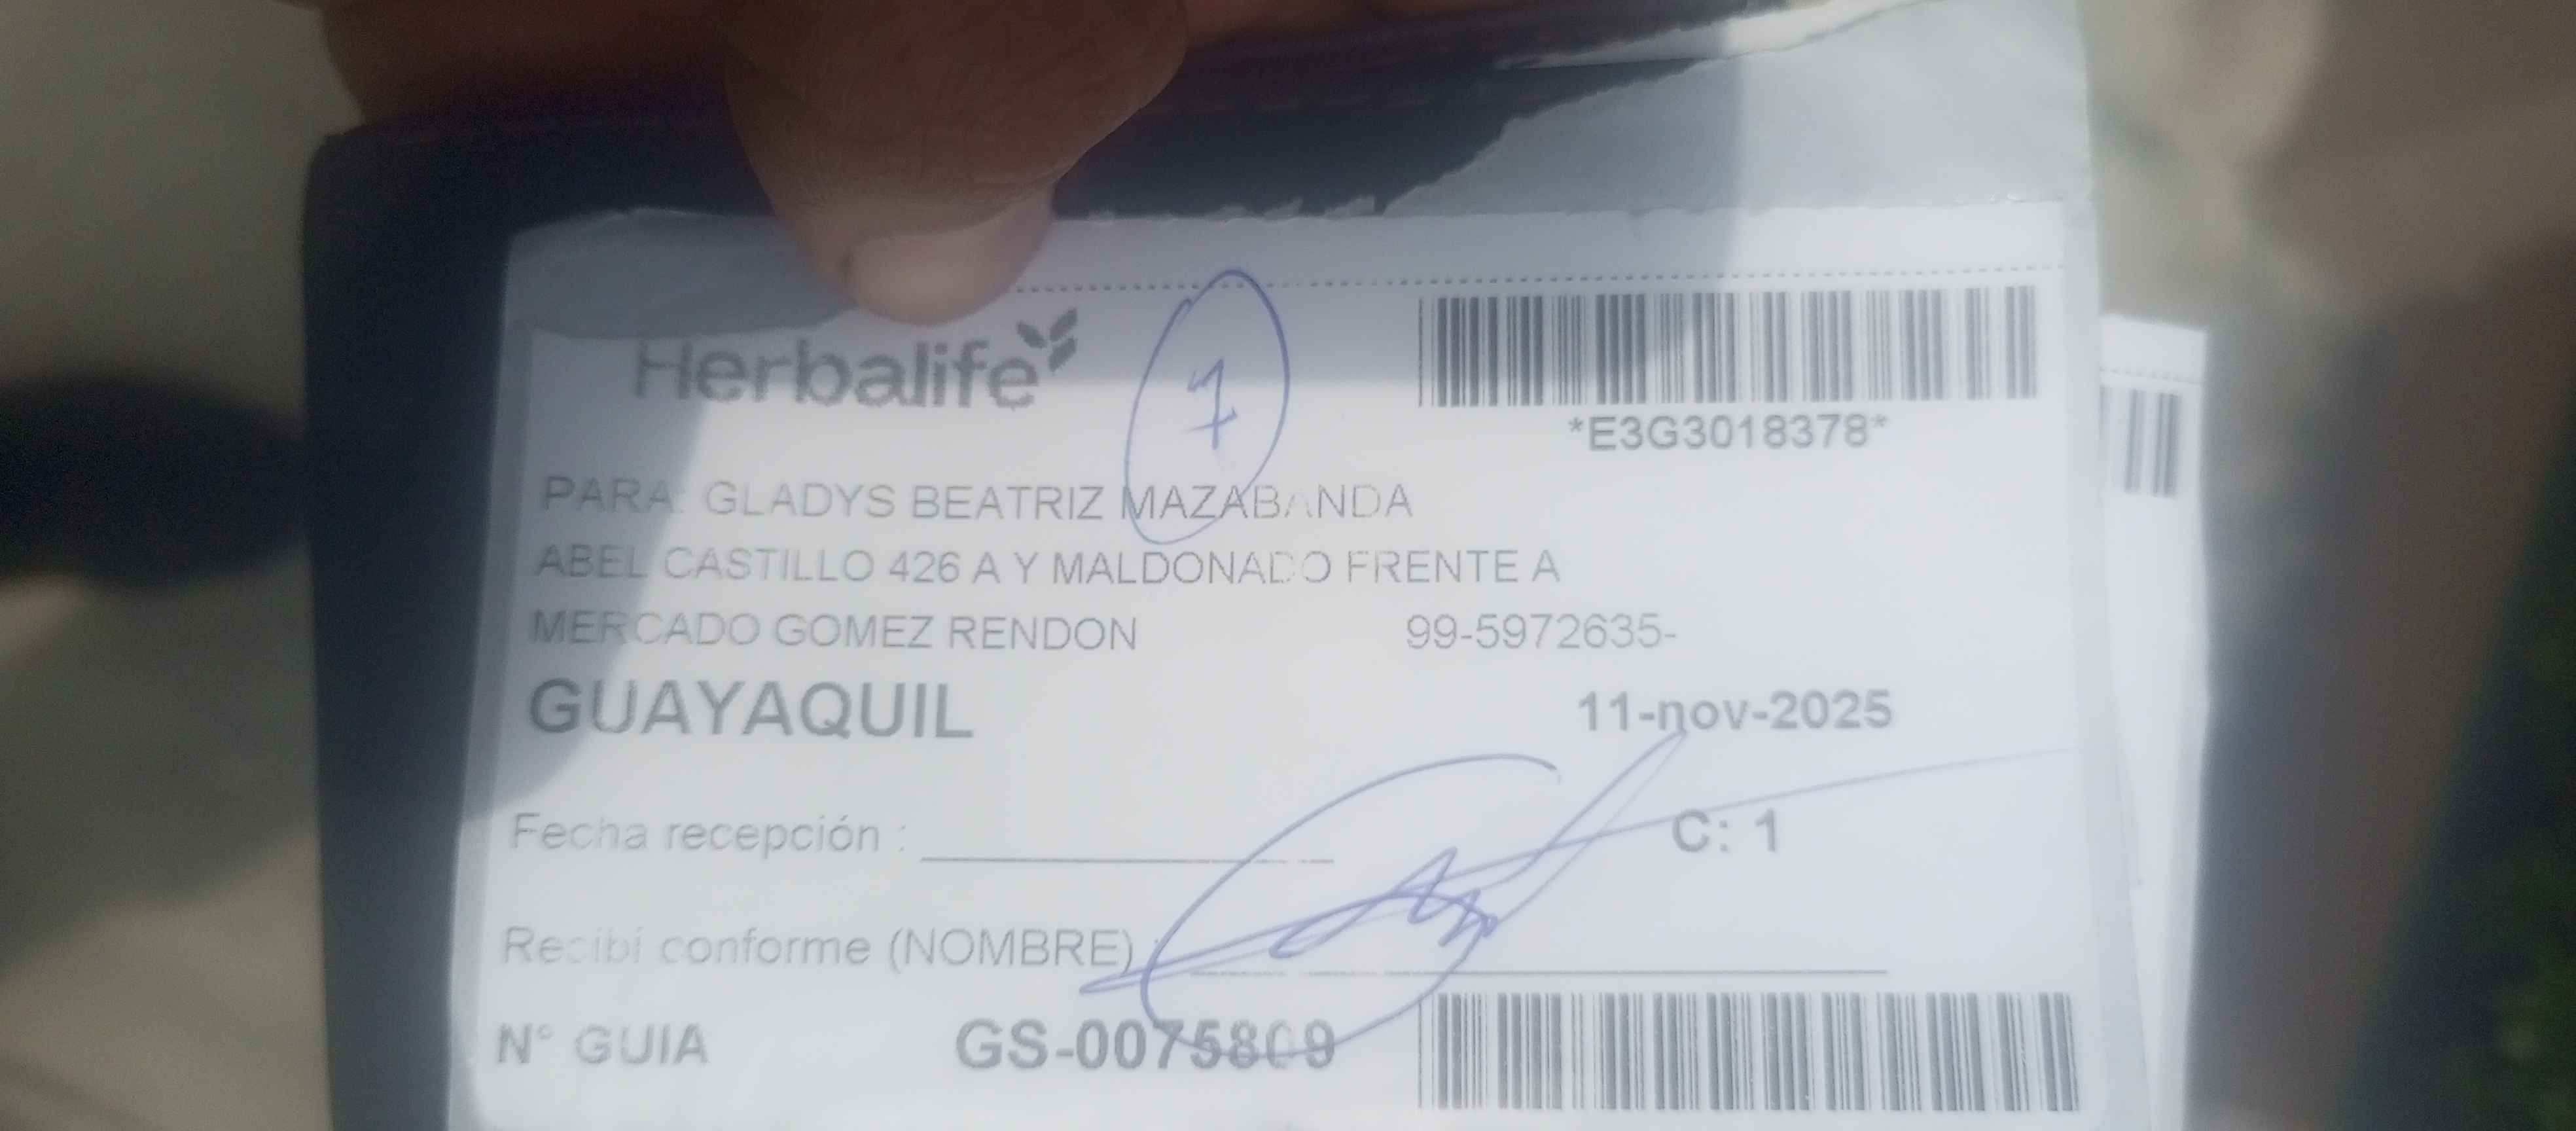 Herbalife
1
*E3G3018378*
PARA: GLADYS BEATRIZ MAZABANDA
ABEL CASTILLO 426 A Y MALDONADO FRENTE A
MERCADO GOMEZ RENDON 99-5972635-
GUAYAQUIL 11-nov-2025
Fecha recepción :
C: 1
Recibí conforme (NOMBRE)
N° GUIA GS-0075809